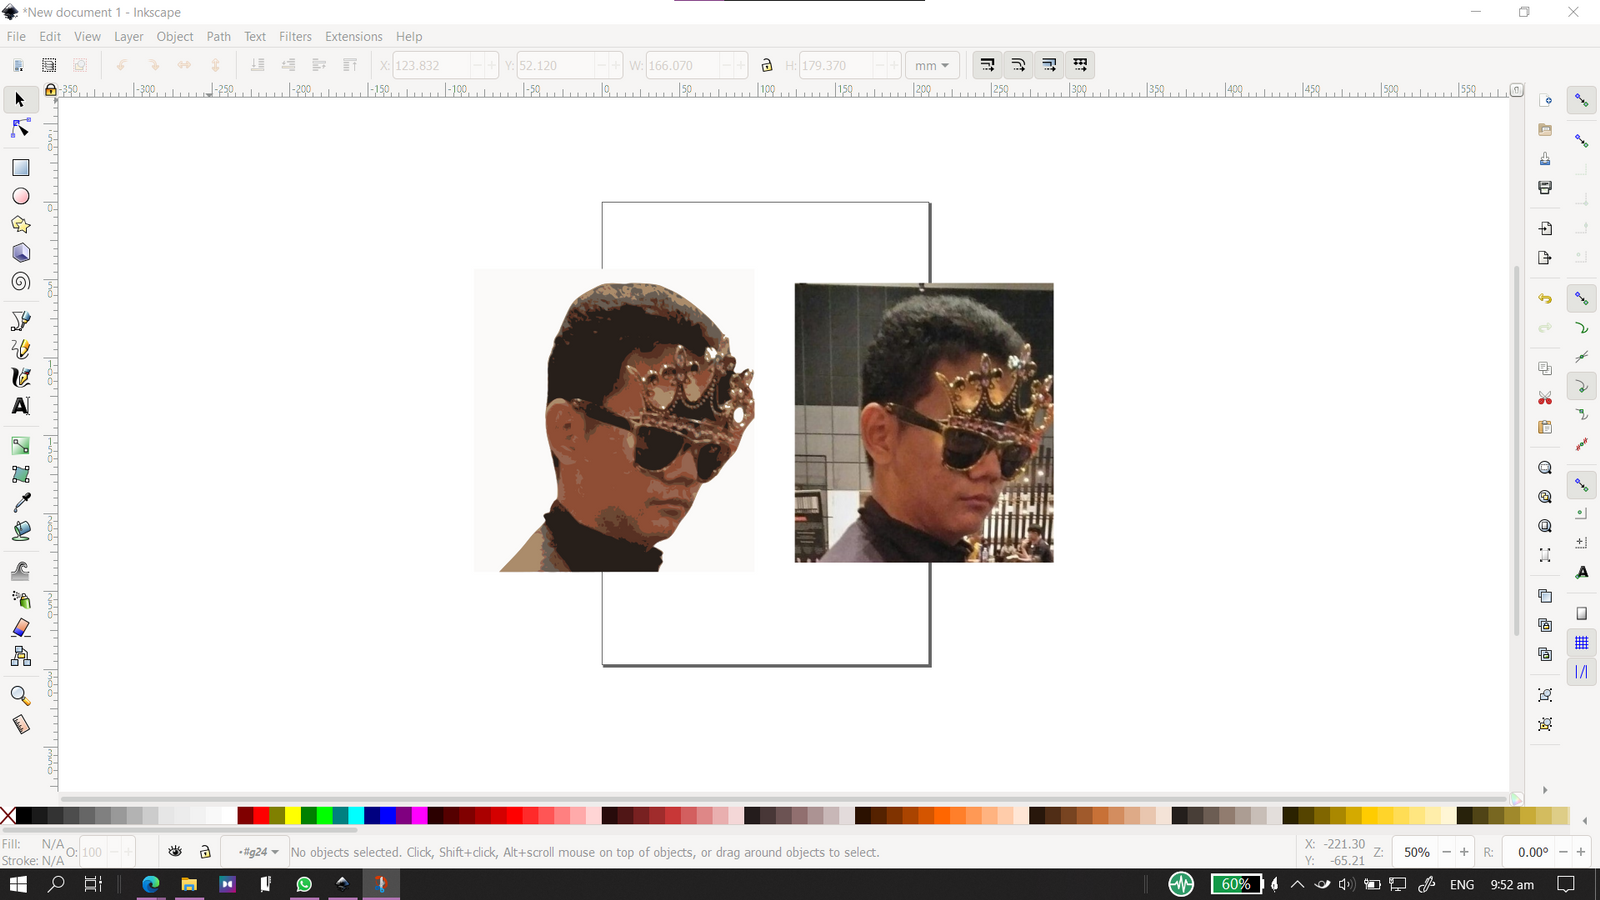 *New document 1 - Inkscape
File Edit View Layer Object Path Text Filters Extensions Help
X: 123.832 Y: 52.120 W: 166.070 H: 179.370 mm
-350 -300 -250 -200 -150 -100 -50 0 50 100 150 200 250 300 350 400 450 500 550
Fill: N/A
Stroke: N/A
O: 100
•#g24
No objects selected. Click, Shift+click, Alt+scroll mouse on top of objects, or drag around objects to select.
X: -221.30
Y: -65.21
Z: 50%
R: 0.00°
60%
ENG
9:52 am